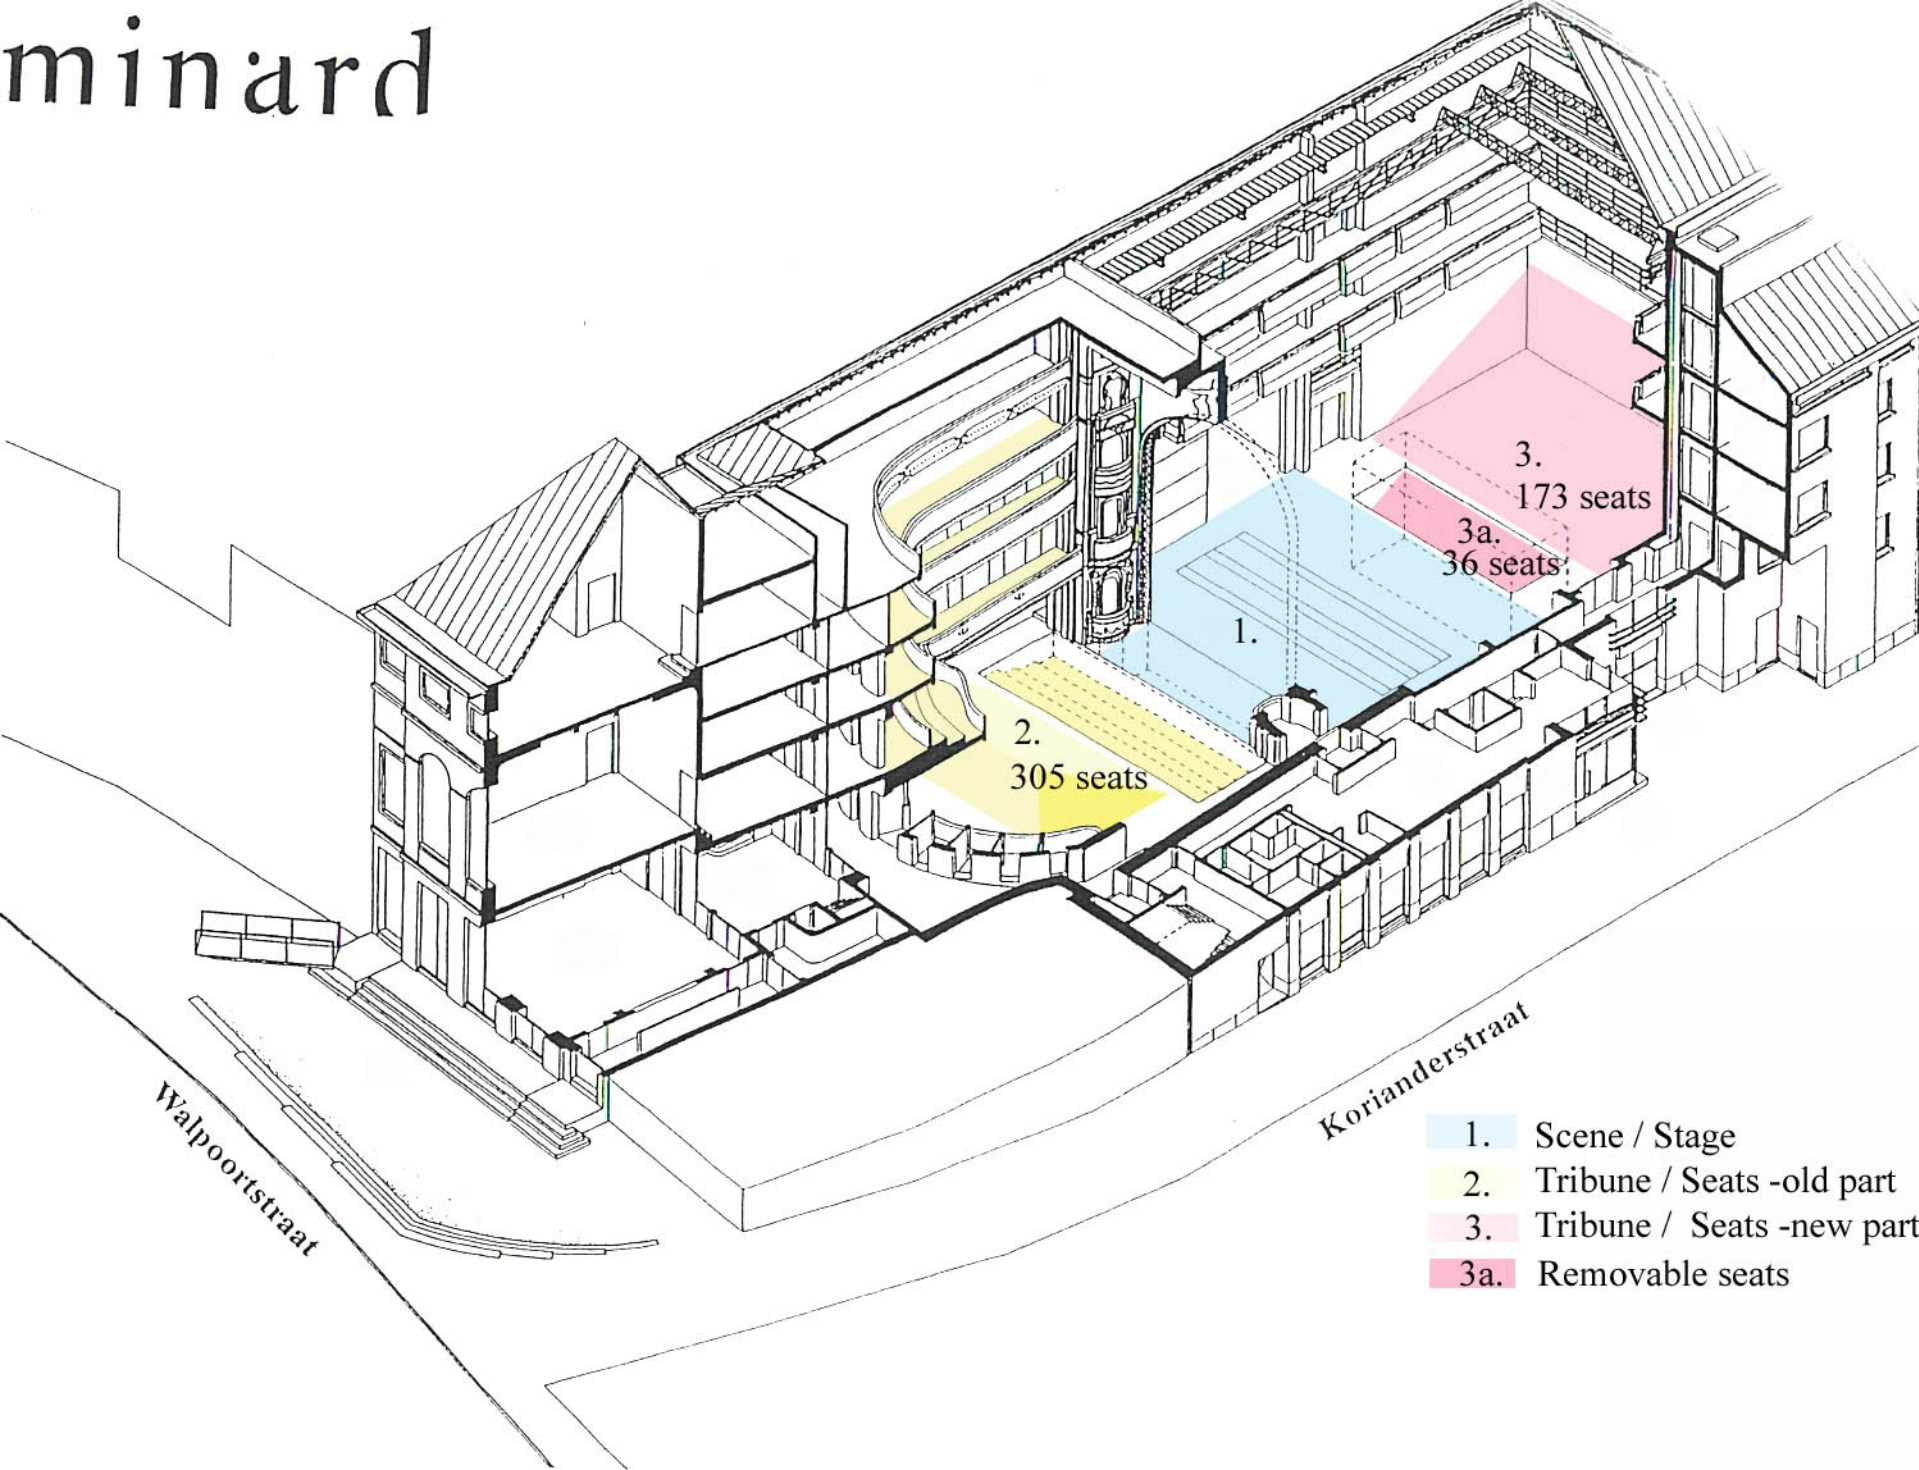 minard
3.
173 seats
3a.
36 seats
1.
2.
305 seats
Korianderstraat
Walpoortstraat
1. Scene / Stage
2. Tribune / Seats -old part
3. Tribune / Seats -new part
3a. Removable seats